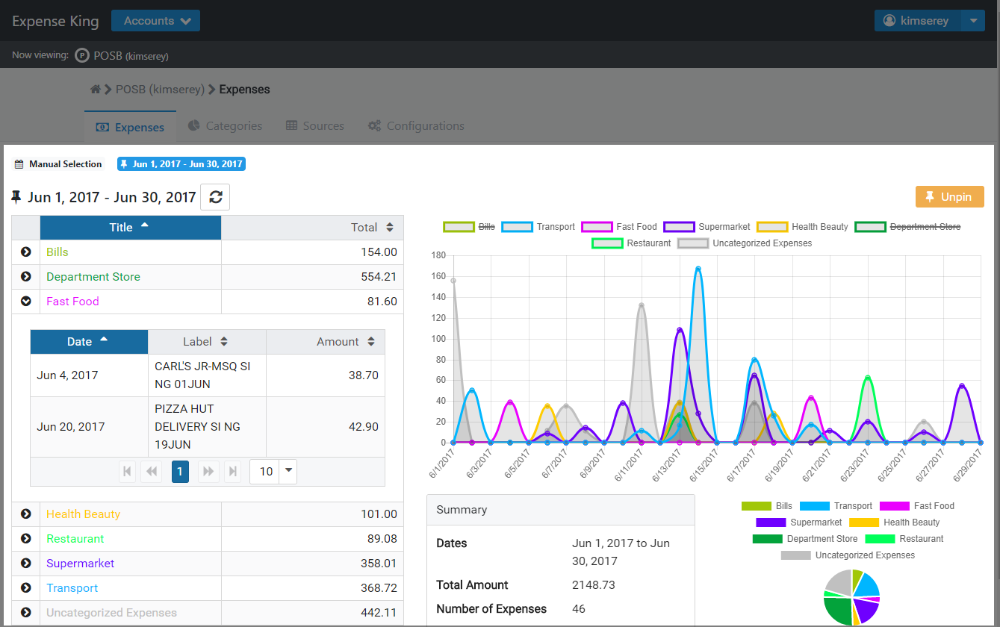 Expense King
Accounts
kimserey
Now viewing: P POSB (kimserey)
POSB (kimserey) Expenses
Expenses
Categories
Sources
Configurations
Manual Selection
Jun 1, 2017 - Jun 30, 2017
Jun 1, 2017 - Jun 30, 2017
Unpin
Title Total
Bills 154.00
Department Store 554.21
Fast Food 81.60
Date Label Amount
Jun 4, 2017 CARL'S JR-MSQ SI 38.70
NG 01JUN
PIZZA HUT
Jun 20, 2017 DELIVERY SI NG 42.90
19JUN
1
10
Health Beauty 101.00
Restaurant 89.08
Supermarket 358.01
Transport 368.72
Uncategorized Expenses 442.11
Bills Transport Fast Food Supermarket Health Beauty Department Store
Restaurant Uncategorized Expenses
180
160
140
120
100
80
60
40
20
0
6/1/2017 6/3/2017 6/5/2017 6/7/2017 6/9/2017 6/11/2017 6/13/2017 6/15/2017 6/17/2017 6/19/2017 6/21/2017 6/23/2017 6/25/2017 6/27/2017 6/29/2017
Summary
Dates Jun 1, 2017 to Jun
30, 2017
Total Amount 2148.73
Number of Expenses 46
Bills Transport Fast Food
Supermarket Health Beauty
Department Store Restaurant
Uncategorized Expenses